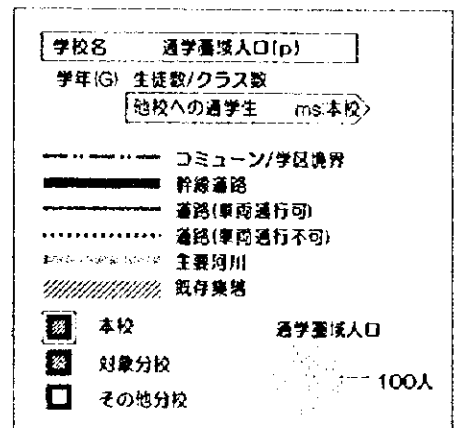 学校名 通学圏域人口(p)
学年(G) 生徒数/クラス数
他校への通学生 ms:本校
コミューン/学区境界
幹線道路
道路(車両通行可)
道路(車両通行不可)
主要河川
既存集落
本校
対象分校
その他分校
通学圏域人口
100人